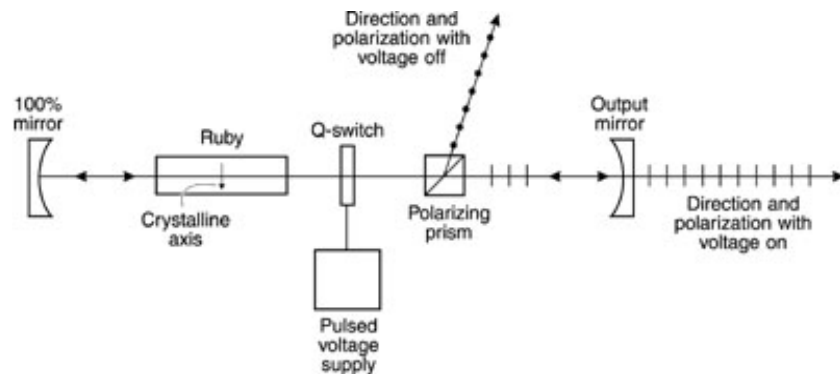 Direction and
polarization with
voltage off
100%
mirror
Ruby
Q-switch
Output
mirror
Crystalline
axis
Polarizing
prism
Direction and
polarization with
voltage on
Pulsed
voltage
supply